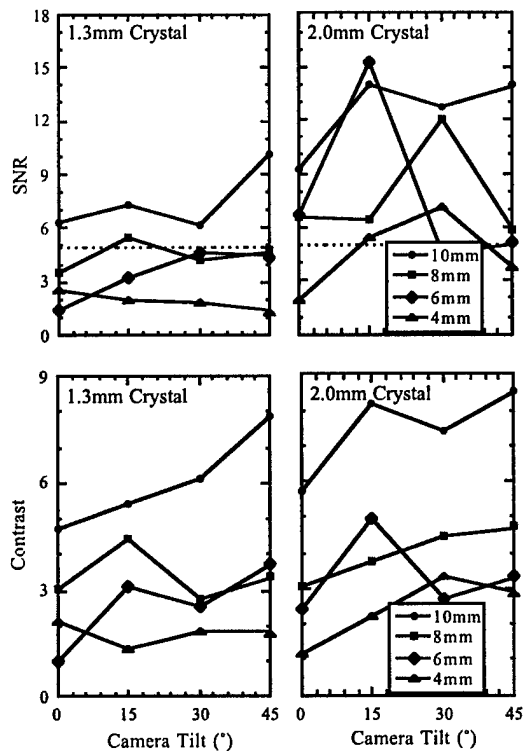 18
15
12
9
6
3
0
SNR
1.3mm Crystal
2.0mm Crystal
10mm
8mm
6mm
4mm
9
6
3
0
Contrast
1.3mm Crystal
2.0mm Crystal
10mm
8mm
6mm
4mm
0 15 30 45
0 15 30 45
Camera Tilt (°)
Camera Tilt (°)